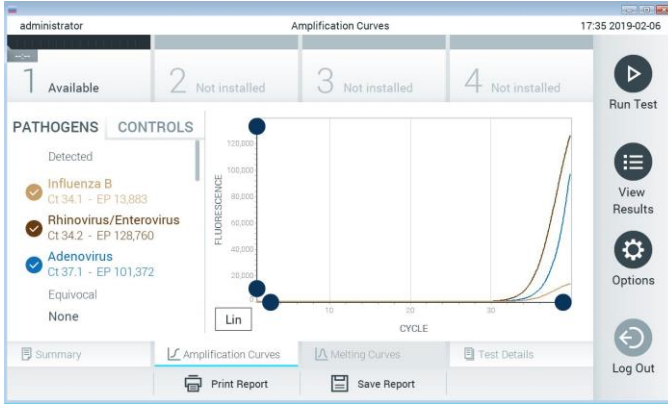 administrator
Amplification Curves
17:35 2019-02-06
1 Available
2 Not installed
3 Not installed
4 Not installed
Run Test
View
Results
Options
Log Out
PATHOGENS CONTROLS
Detected
Influenza B
Ct 34.1 - EP 13,883
Rhinovirus/Enterovirus
Ct 34.2 - EP 128,760
Adenovirus
Ct 37.1 - EP 101,372
Equivocal
None
FLUORESCENCE
120,000
100,000
80,000
60,000
40,000
20,000
0
10 20 30
CYCLE
Lin
Summary
Amplification Curves
Melting Curves
Test Details
Print Report
Save Report